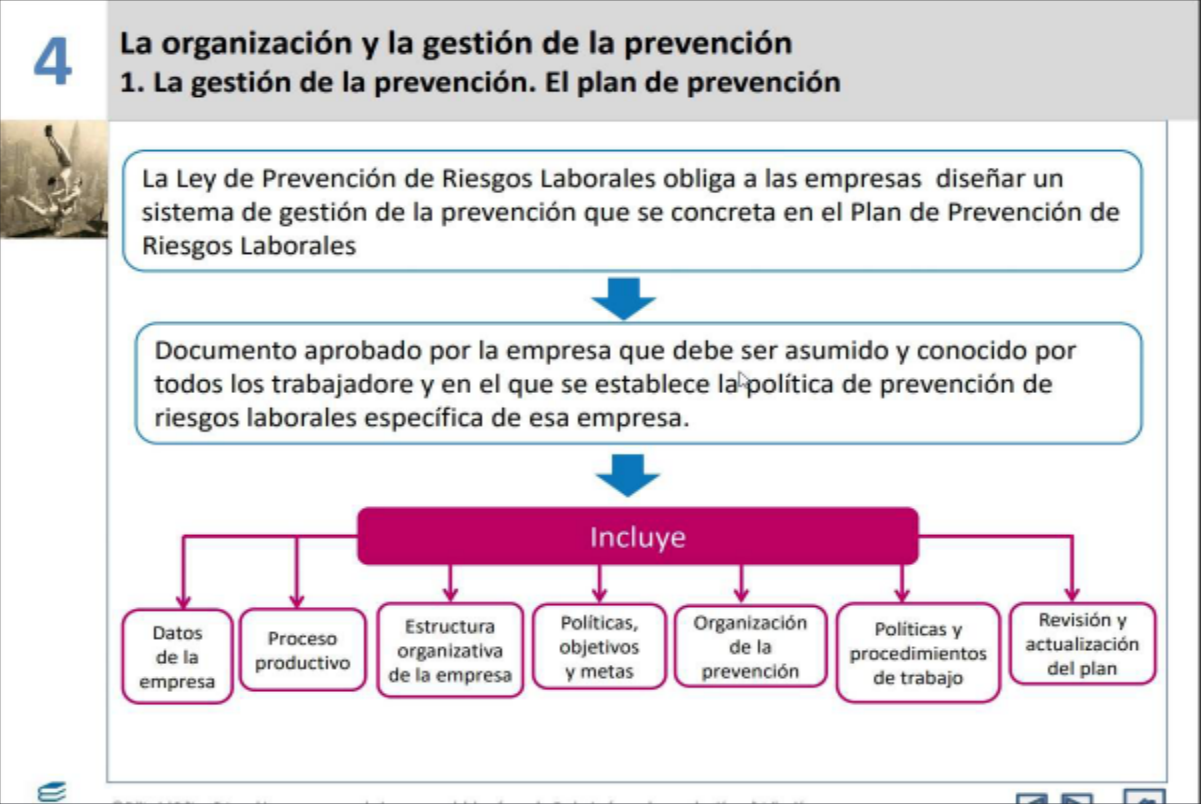 4
La organización y la gestión de la prevención
1. La gestión de la prevención. El plan de prevención
La Ley de Prevención de Riesgos Laborales obliga a las empresas diseñar un
sistema de gestión de la prevención que se concreta en el Plan de Prevención de
Riesgos Laborales
Documento aprobado por la empresa que debe ser asumido y conocido por
todos los trabajadore y en el que se establece la política de prevención de
riesgos laborales específica de esa empresa.
Incluye
Datos
de la
empresa
Proceso
productivo
Estructura
organizativa
de la empresa
Políticas,
objetivos
y metas
Organización
de la
prevención
Políticas y
procedimientos
de trabajo
Revisión y
actualización
del plan